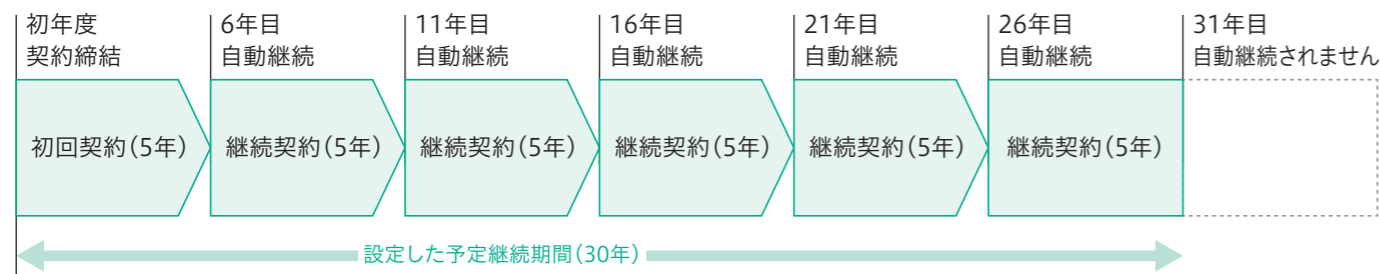 初年度
契約締結
6年目
自動継続
11年目
自動継続
16年目
自動継続
21年目
自動継続
26年目
自動継続
31年目
自動継続されません
初回契約(5年)
継続契約(5年)
継続契約(5年)
継続契約(5年)
継続契約(5年)
継続契約(5年)
設定した予定継続期間(30年)